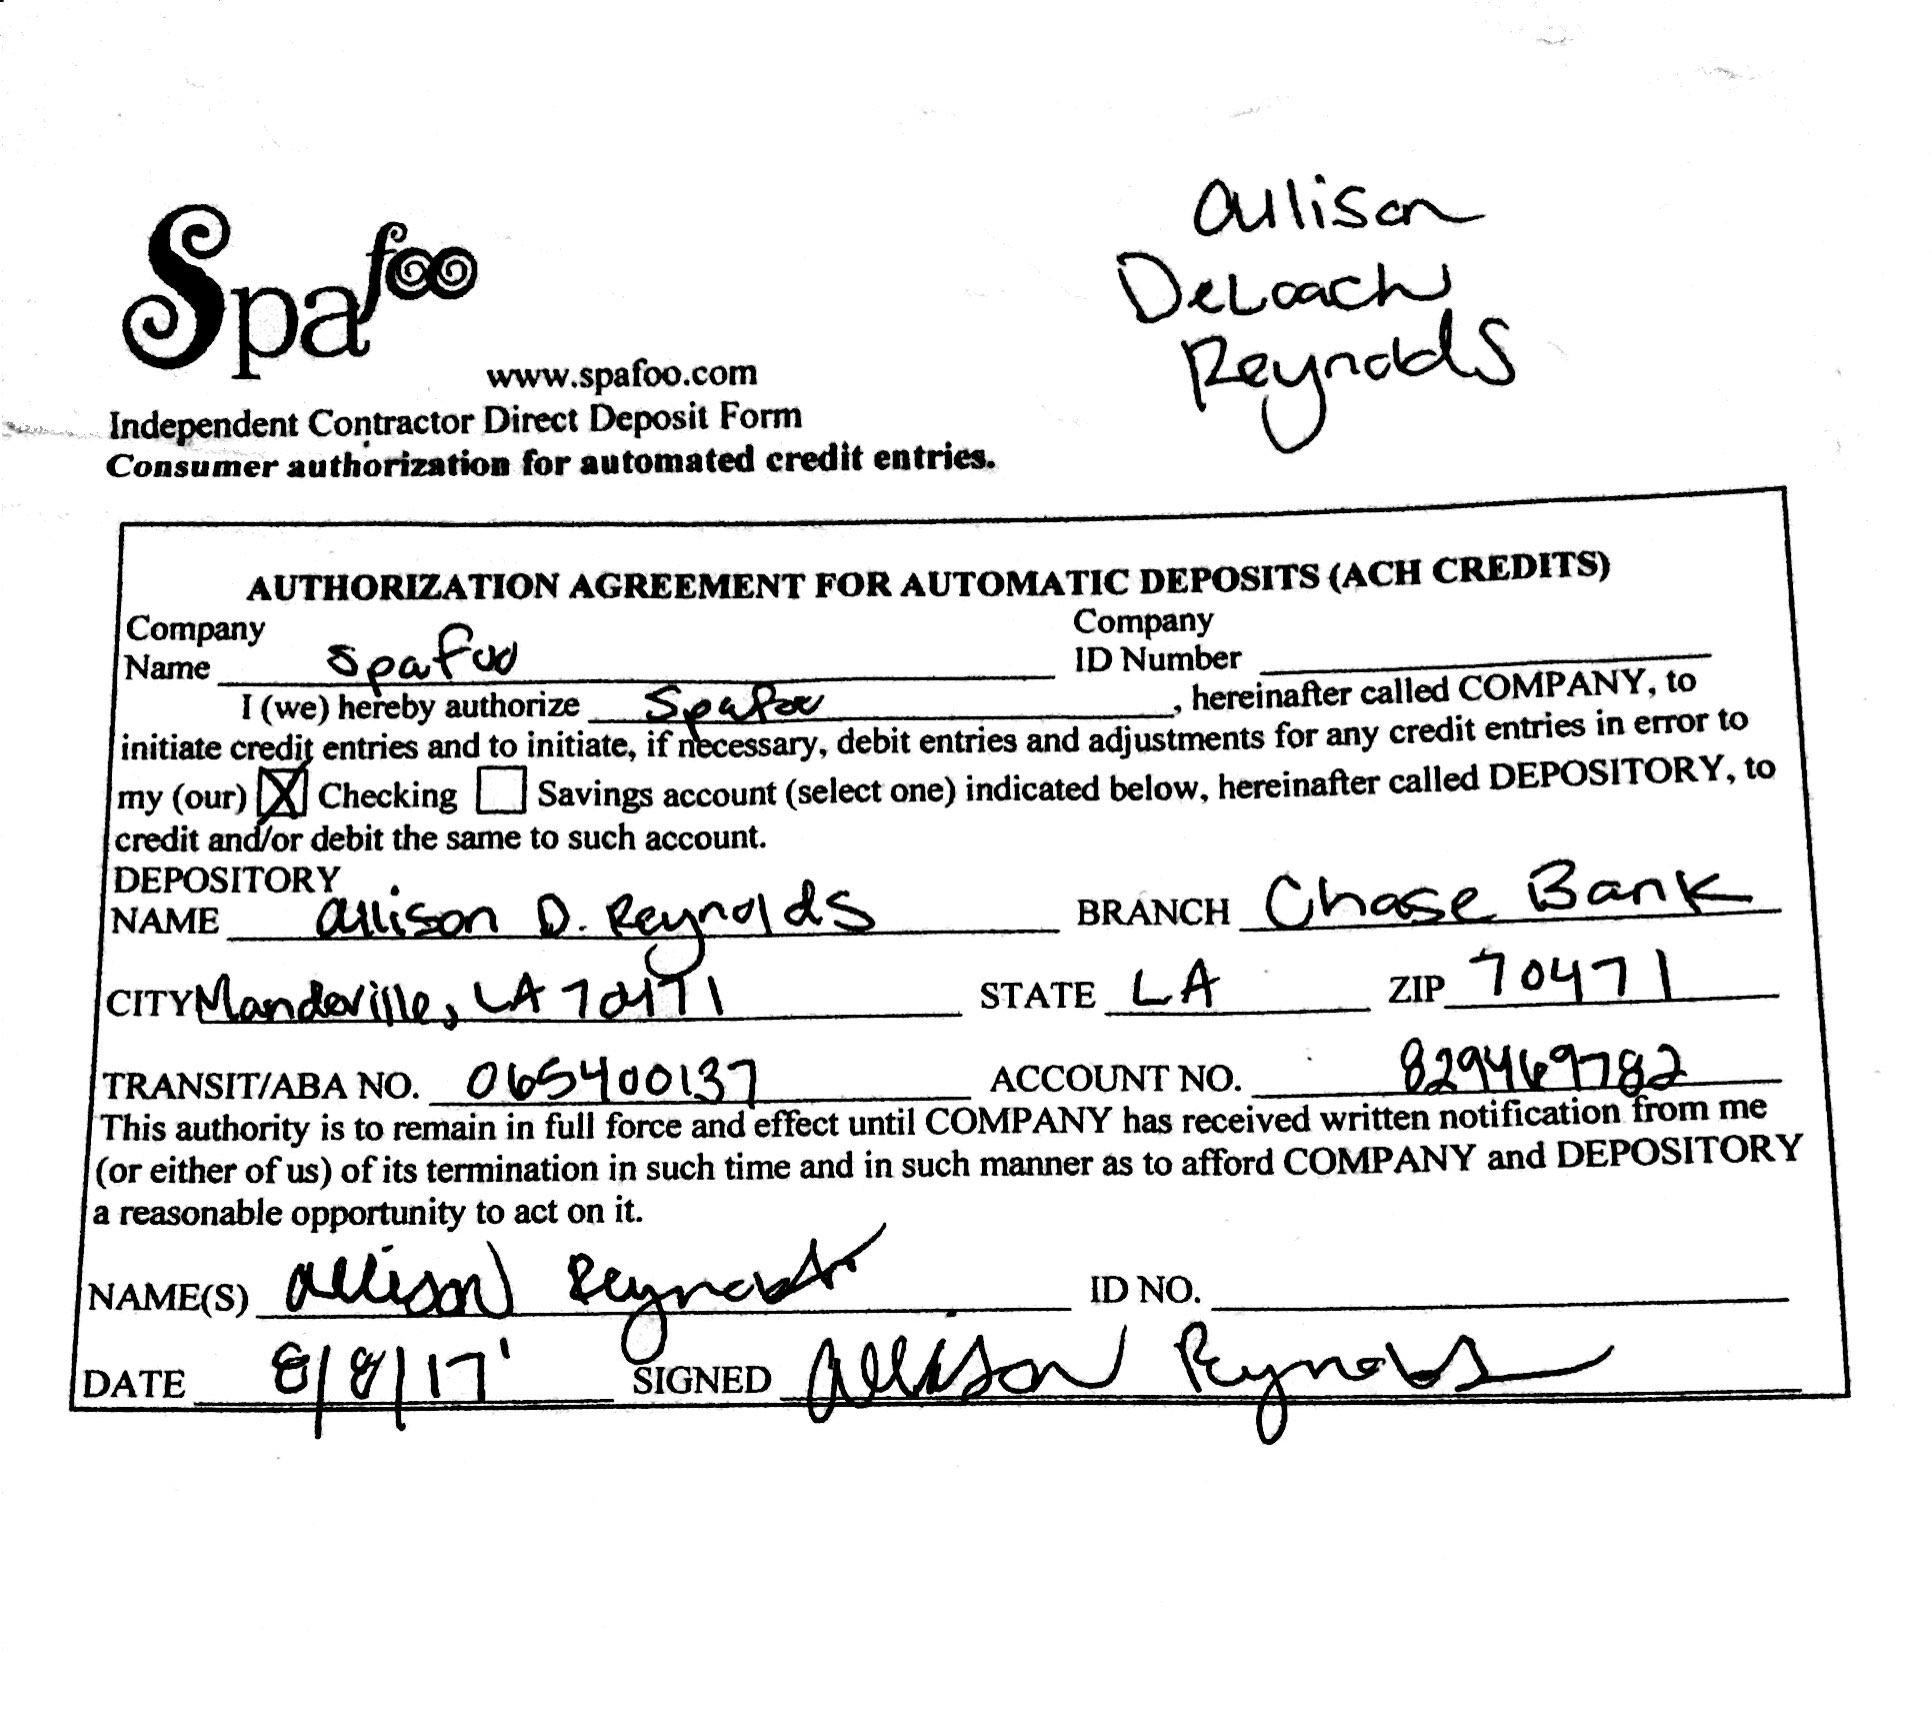 Allison
DeLoach
Reynolds
Spafoo
www.spafoo.com
Independent Contractor Direct Deposit Form
Consumer authorization for automated credit entries.
AUTHORIZATION AGREEMENT FOR AUTOMATIC DEPOSITS (ACH CREDITS)
Company Name Spafoo Company ID Number
I (we) hereby authorize Spafoo, hereinafter called COMPANY, to
initiate credit entries and to initiate, if necessary, debit entries and adjustments for any credit entries in error to
my (our) X Checking Savings account (select one) indicated below, hereinafter called DEPOSITORY, to
credit and/or debit the same to such account.
DEPOSITORY
NAME Allison D. Reynolds BRANCH Chase Bank
CITY Mandeville, LA 70471 STATE LA ZIP 70471
TRANSIT/ABA NO. 065400137 ACCOUNT NO. 829469782
This authority is to remain in full force and effect until COMPANY has received written notification from me
(or either of us) of its termination in such time and in such manner as to afford COMPANY and DEPOSITORY
a reasonable opportunity to act on it.
NAME(S) Allison Reynolds ID NO.
DATE 8/8/17' SIGNED Allison Reynolds